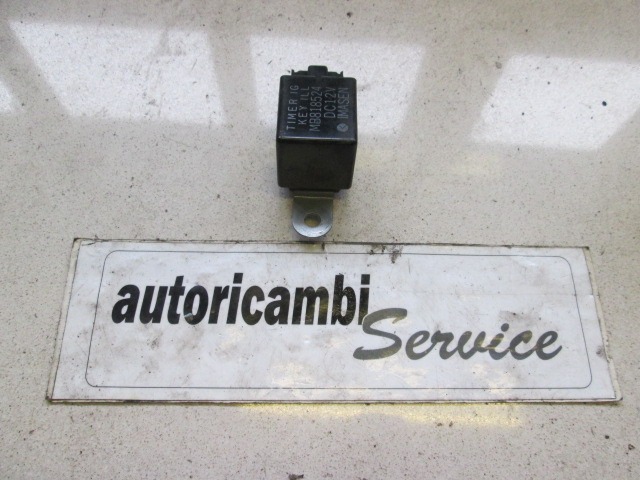 TIMER IG
KEY ILL
MB818524
DC12V
IMASEN
autoricambi
Service